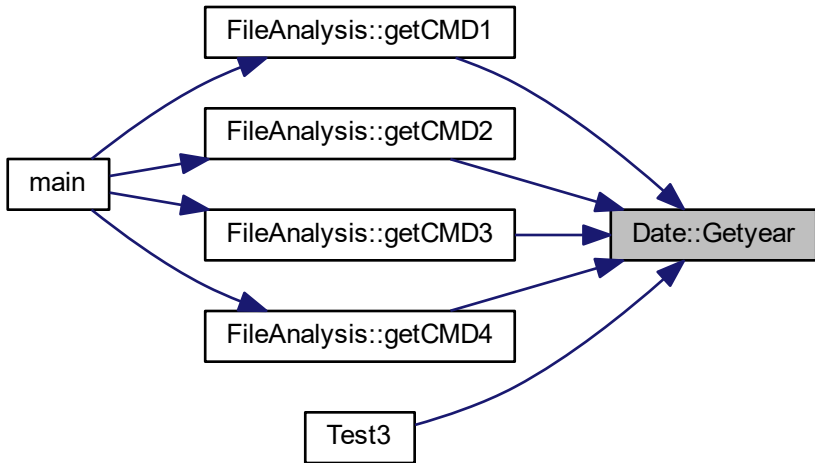 FileAnalysis::getCMD1
FileAnalysis::getCMD2
main
FileAnalysis::getCMD3
Date::Getyear
FileAnalysis::getCMD4
Test3